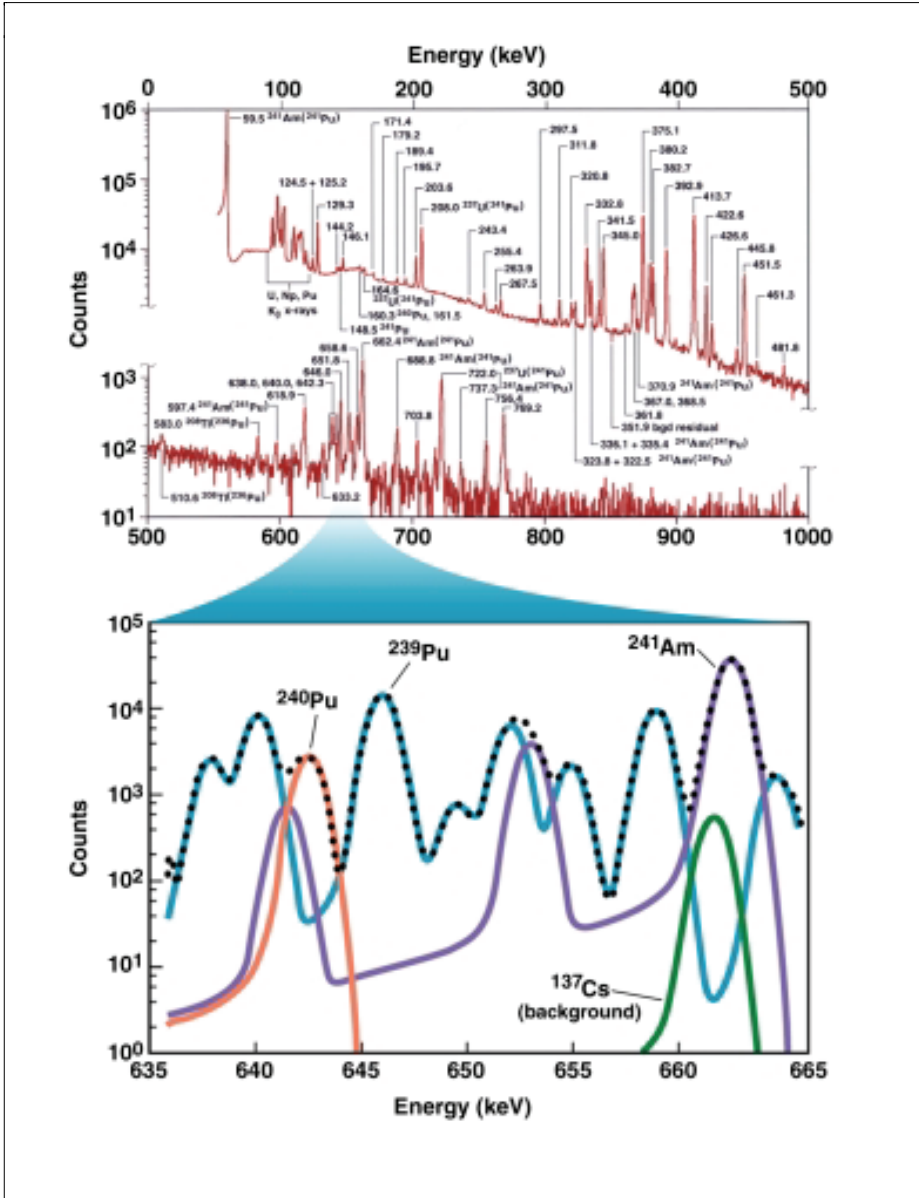 Energy (keV)
0 100 200 300 400 500
10⁶
59.5 ²⁴¹Am(²⁴¹Pu)
171.4
179.2
189.4
195.7
203.6
208.0 ²³⁷U(²⁴¹Pu)
297.5
311.8
320.8
332.8
341.5
345.0
375.1
380.2
382.7
392.9
413.7
422.6
426.6
445.8
451.5
461.3
481.8
10⁵
124.5 + 125.2
129.3
144.2
146.1
243.4
255.4
263.9
267.5
10⁴
164.6
²³⁷U(²⁴¹Pu)
U, Np, Pu
x-rays
160.3 ²⁴⁰Pu, 161.5
148.5 ²⁴¹Pu
Counts
662.4 ²⁴¹Am(²⁴¹Pu)
658.6
651.8
646.0
638.0, 640.0, 642.3
618.9
597.4 ²⁴¹Am(²⁴¹Pu)
583.0 ²⁰⁸Tl(²³⁶Pu)
688.8 ²⁴¹Am(²⁴¹Pu)
722.0
²³⁷U(²⁴¹Pu)
737.3 ²⁴¹Am(²⁴¹Pu)
756.4
769.2
703.8
370.9 ²⁴¹Am(²⁴¹Pu)
367.0, 368.5
361.8
351.9 bgd residual
336.1 + 335.4 ²⁴¹Am(²⁴¹Pu)
323.8 + 322.5 ²⁴¹Am(²⁴¹Pu)
10³
10²
510.6 ²⁰⁸Tl(²³⁶Pu)
633.2
10¹
500 600 700 800 900 1000
10⁵
²³⁹Pu
²⁴¹Am
²⁴⁰Pu
10⁴
10³
Counts
10²
10¹
¹³⁷Cs
(background)
10⁰
635 640 645 650 655 660 665
Energy (keV)